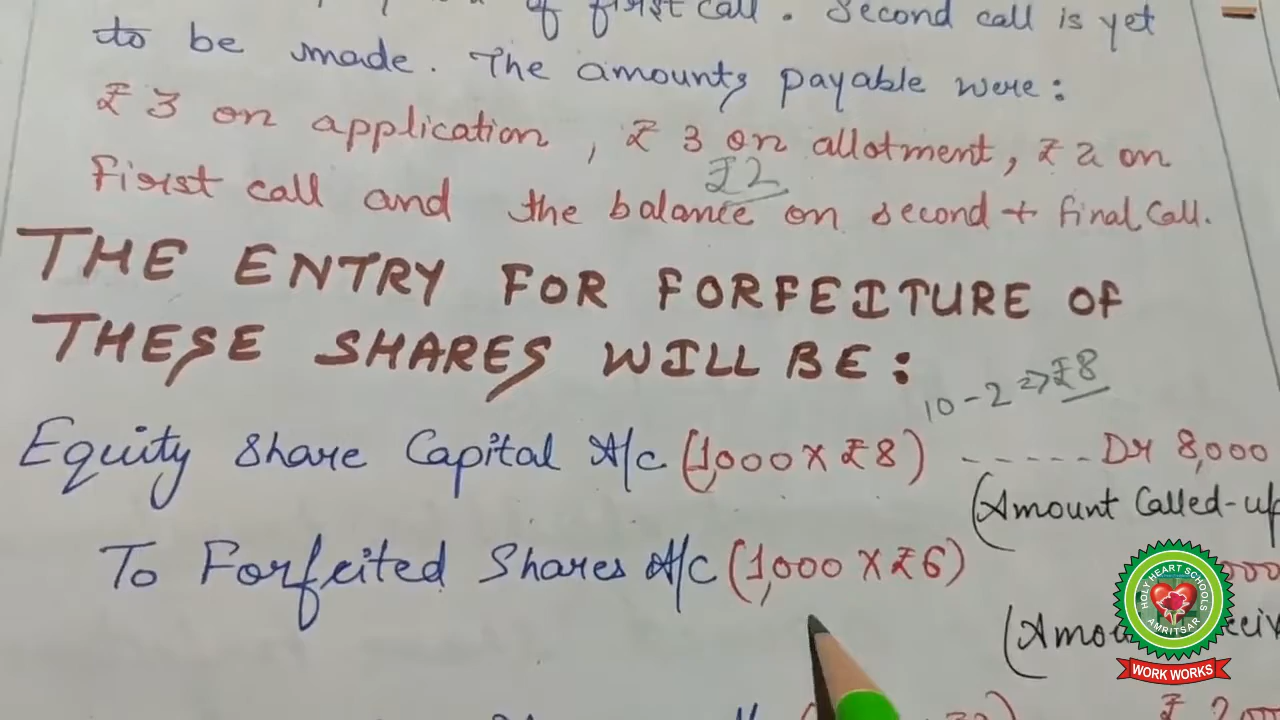 of first call. Second call is yet
to be made. The amounts payable were:
₹ 3 on application, ₹ 3 on allotment, ₹ 2 on
₹2
first call and the balance on second + final call.
THE ENTRY FOR FORFEITURE OF
THESE SHARES WILL BE:
10-2 => ₹8
Equity Share Capital A/c (1,000 X ₹8) ------ Dr 8,000
(Amount Called-up
To Forfeited Shares A/c (1,000 X ₹6)
HOLY HEART SCHOOLS
AMRITSAR
WORK WORKS